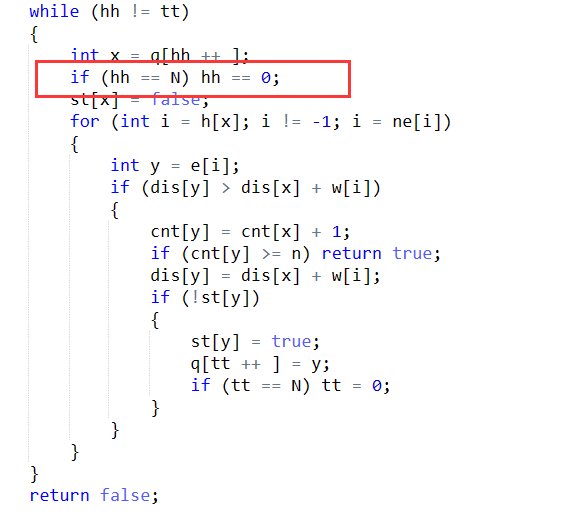 while (hh != tt)
{
int x = q[hh ++ ];
if (hh == N) hh == 0;
st[x] = false;
for (int i = h[x]; i != -1; i = ne[i])
{
int y = e[i];
if (dis[y] > dis[x] + w[i])
{
cnt[y] = cnt[x] + 1;
if (cnt[y] >= n) return true;
dis[y] = dis[x] + w[i];
if (!st[y])
{
st[y] = true;
q[tt ++ ] = y;
if (tt == N) tt = 0;
}
}
}
}
return false;